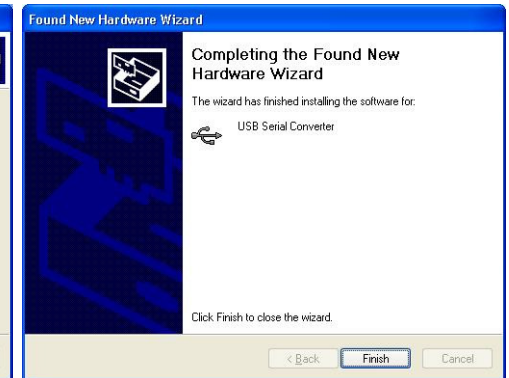 Found New Hardware Wizard
Completing the Found New
Hardware Wizard
The wizard has finished installing the software for:
USB Serial Converter
Click Finish to close the wizard.
< Back
Finish
Cancel